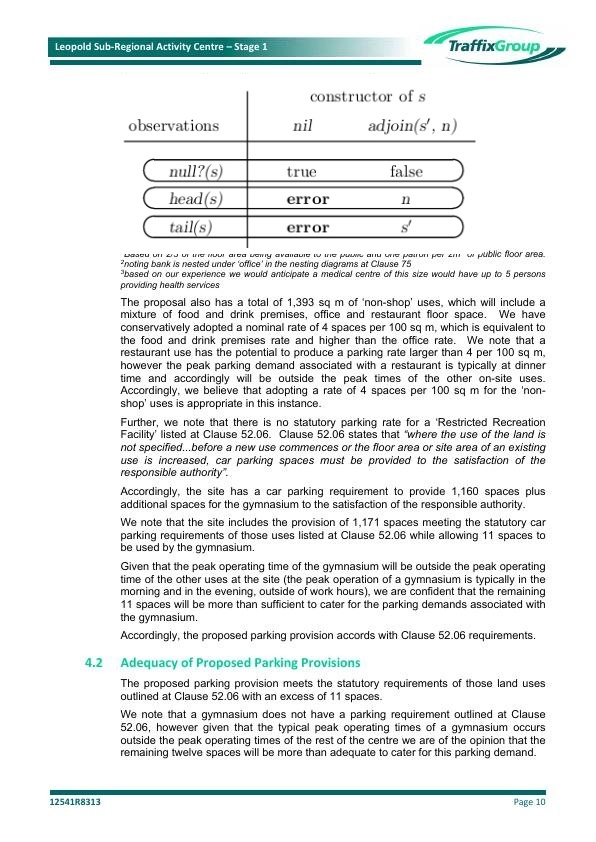 Leopold Sub-Regional Activity Centre – Stage 1
TraffixGroup
constructor of s
observations nil adjoin(s′, n)
null?(s) true false
head(s) error n
tail(s) error s′
Based on 2/3 of the floor area being available to the public and one patron per 2m² of public floor area.
²noting bank is nested under 'office' in the nesting diagrams at Clause 75
³based on our experience we would anticipate a medical centre of this size would have up to 5 persons
providing health services
The proposal also has a total of 1,393 sq m of 'non-shop' uses, which will include a
mixture of food and drink premises, office and restaurant floor space. We have
conservatively adopted a nominal rate of 4 spaces per 100 sq m, which is equivalent to
the food and drink premises rate and higher than the office rate. We note that a
restaurant use has the potential to produce a parking rate larger than 4 per 100 sq m,
however the peak parking demand associated with a restaurant is typically at dinner
time and accordingly will be outside the peak times of the other on-site uses.
Accordingly, we believe that adopting a rate of 4 spaces per 100 sq m for the 'non-
shop' uses is appropriate in this instance.
Further, we note that there is no statutory parking rate for a 'Restricted Recreation
Facility' listed at Clause 52.06. Clause 52.06 states that "where the use of the land is
not specified...before a new use commences or the floor area or site area of an existing
use is increased, car parking spaces must be provided to the satisfaction of the
responsible authority".
Accordingly, the site has a car parking requirement to provide 1,160 spaces plus
additional spaces for the gymnasium to the satisfaction of the responsible authority.
We note that the site includes the provision of 1,171 spaces meeting the statutory car
parking requirements of those uses listed at Clause 52.06 while allowing 11 spaces to
be used by the gymnasium.
Given that the peak operating time of the gymnasium will be outside the peak operating
time of the other uses at the site (the peak operation of a gymnasium is typically in the
morning and in the evening, outside of work hours), we are confident that the remaining
11 spaces will be more than sufficient to cater for the parking demands associated with
the gymnasium.
Accordingly, the proposed parking provision accords with Clause 52.06 requirements.
4.2 Adequacy of Proposed Parking Provisions
The proposed parking provision meets the statutory requirements of those land uses
outlined at Clause 52.06 with an excess of 11 spaces.
We note that a gymnasium does not have a parking requirement outlined at Clause
52.06, however given that the typical peak operating times of a gymnasium occurs
outside the peak operating times of the rest of the centre we are of the opinion that the
remaining twelve spaces will be more than adequate to cater for this parking demand.
12541R8313 Page 10